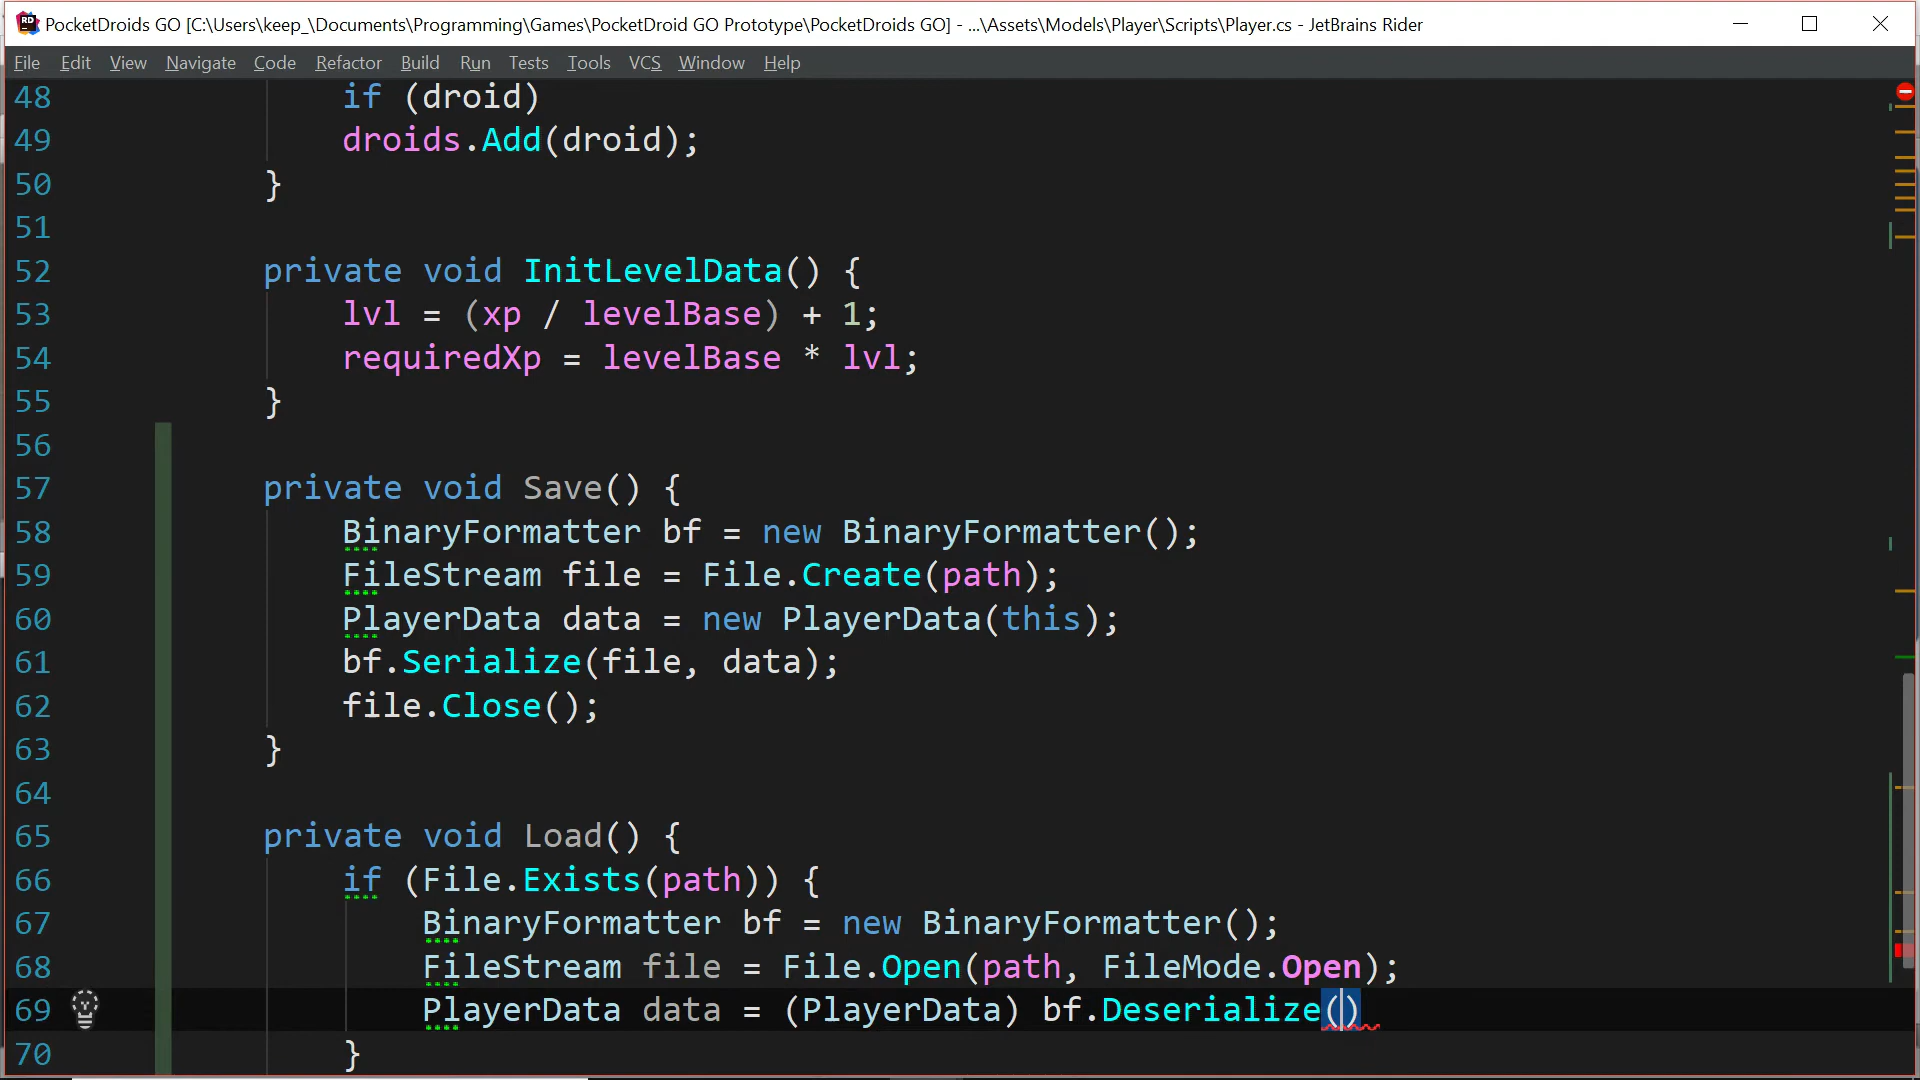 PocketDroids GO [C:\Users\keep_\Documents\Programming\Games\PocketDroid GO Prototype\PocketDroids GO] - ...\Assets\Models\Player\Scripts\Player.cs - JetBrains Rider
File Edit View Navigate Code Refactor Build Run Tests Tools VCS Window Help
48 if (droid)
49 droids.Add(droid);
50 }
51
52 private void InitLevelData() {
53 lvl = (xp / levelBase) + 1;
54 requiredXp = levelBase * lvl;
55 }
56
57 private void Save() {
58 BinaryFormatter bf = new BinaryFormatter();
59 FileStream file = File.Create(path);
60 PlayerData data = new PlayerData(this);
61 bf.Serialize(file, data);
62 file.Close();
63 }
64
65 private void Load() {
66 if (File.Exists(path)) {
67 BinaryFormatter bf = new BinaryFormatter();
68 FileStream file = File.Open(path, FileMode.Open);
69 PlayerData data = (PlayerData) bf.Deserialize()
70 }